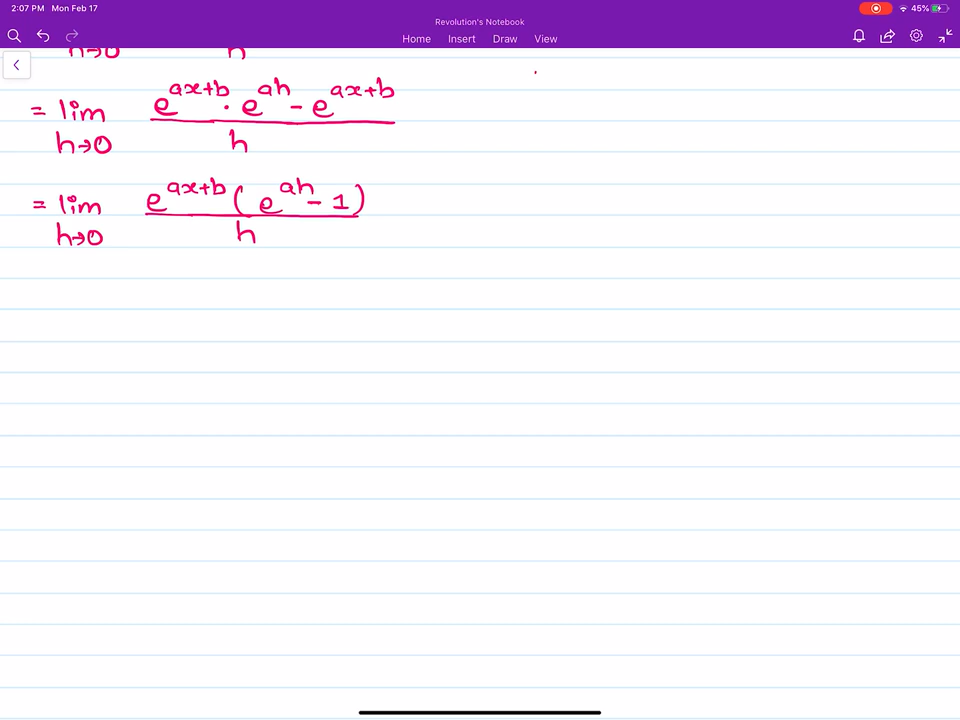 2:07 PM Mon Feb 17
45%
Revolution's Notebook
Home Insert Draw View
h→0 h
= lim e^{ax+b} · e^{ah} - e^{ax+b}
h→0 h
= lim e^{ax+b} ( e^{ah} - 1)
h→0 h